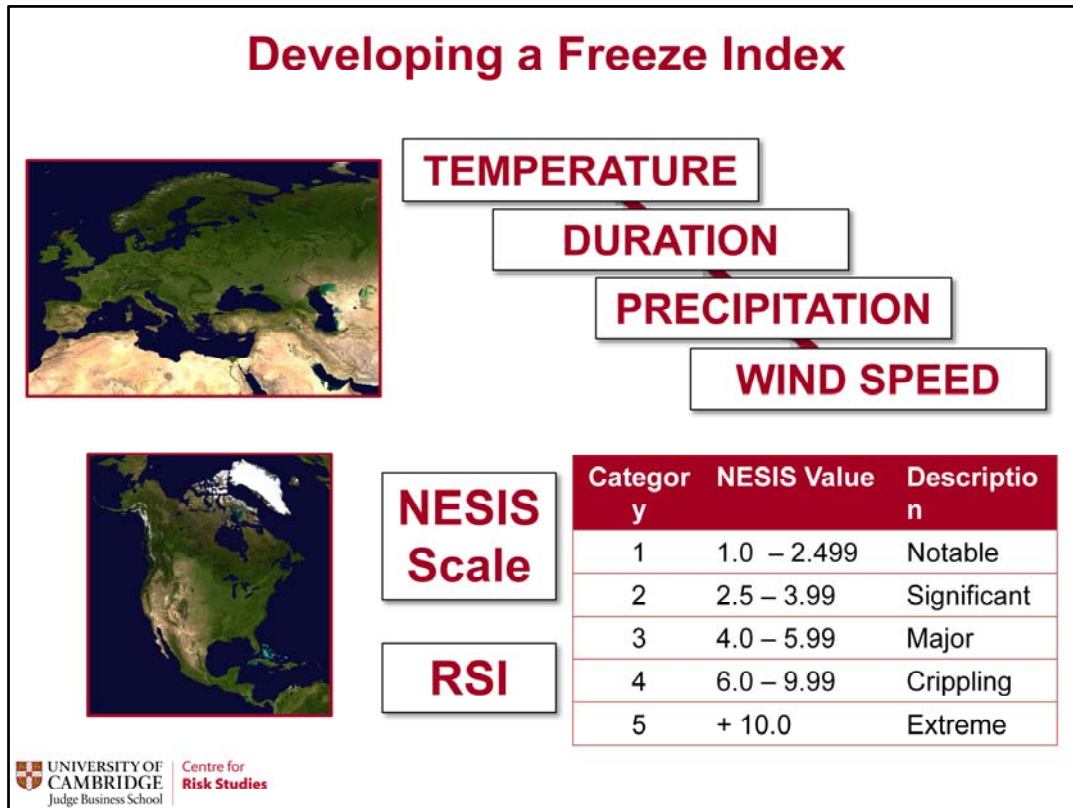 Developing a Freeze Index
TEMPERATURE
DURATION
PRECIPITATION
WIND SPEED
NESIS
Scale
RSI
Categor
y
NESIS Value
Descriptio
n
1
1.0 – 2.499
Notable
2
2.5 – 3.99
Significant
3
4.0 – 5.99
Major
4
6.0 – 9.99
Crippling
5
+ 10.0
Extreme
UNIVERSITY OF
CAMBRIDGE
Judge Business School
Centre for
Risk Studies